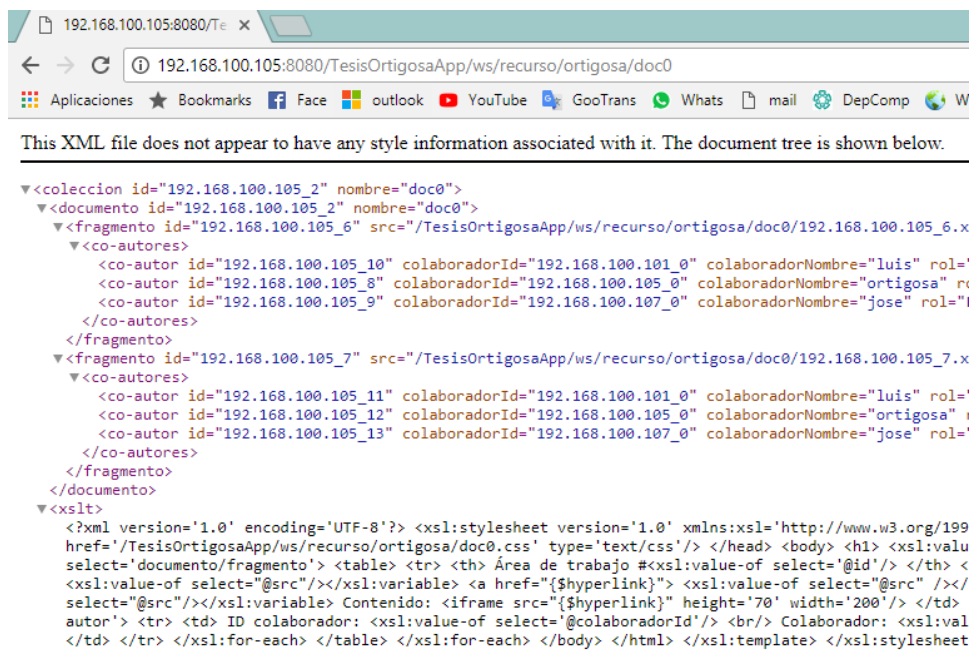 192.168.100.105:8080/Te
192.168.100.105:8080/TesisOrtigosaApp/ws/recurso/ortigosa/doc0
Aplicaciones Bookmarks Face outlook YouTube GooTrans Whats mail DepComp W
This XML file does not appear to have any style information associated with it. The document tree is shown below.
▼<coleccion id="192.168.100.105_2" nombre="doc0">
▼<documento id="192.168.100.105_2" nombre="doc0">
▼<fragmento id="192.168.100.105_6" src="/TesisOrtigosaApp/ws/recurso/ortigosa/doc0/192.168.100.105_6.x
▼<co-autores>
<co-autor id="192.168.100.105_10" colaboradorId="192.168.100.101_0" colaboradorNombre="luis" rol="
<co-autor id="192.168.100.105_8" colaboradorId="192.168.100.105_0" colaboradorNombre="ortigosa" ro
<co-autor id="192.168.100.105_9" colaboradorId="192.168.100.107_0" colaboradorNombre="jose" rol="
</co-autores>
</fragmento>
▼<fragmento id="192.168.100.105_7" src="/TesisOrtigosaApp/ws/recurso/ortigosa/doc0/192.168.100.105_7.x
▼<co-autores>
<co-autor id="192.168.100.105_11" colaboradorId="192.168.100.101_0" colaboradorNombre="luis" rol="
<co-autor id="192.168.100.105_12" colaboradorId="192.168.100.105_0" colaboradorNombre="ortigosa"
<co-autor id="192.168.100.105_13" colaboradorId="192.168.100.107_0" colaboradorNombre="jose" rol="
</co-autores>
</fragmento>
</documento>
▼<xslt>
<?xml version='1.0' encoding='UTF-8'?> <xsl:stylesheet version='1.0' xmlns:xsl='http://www.w3.org/199
href='/TesisOrtigosaApp/ws/recurso/ortigosa/doc0.css' type='text/css'/> </head> <body> <h1> <xsl:valu
select='documento/fragmento'> <table> <tr> <th> Área de trabajo #<xsl:value-of select='@id'/> </th> <
<xsl:value-of select="@src"/></xsl:variable> <a href="{$hyperlink}"> <xsl:value-of select="@src" /></
select="@src"/></xsl:variable> Contenido: <iframe src="{$hyperlink}" height='70' width='200'/> </td>
autor'> <tr> <td> ID colaborador: <xsl:value-of select='@colaboradorId'/> <br/> Colaborador: <xsl:val
</td> </tr> </xsl:for-each> </table> </xsl:for-each> </body> </html> </xsl:template> </xsl:stylesheet